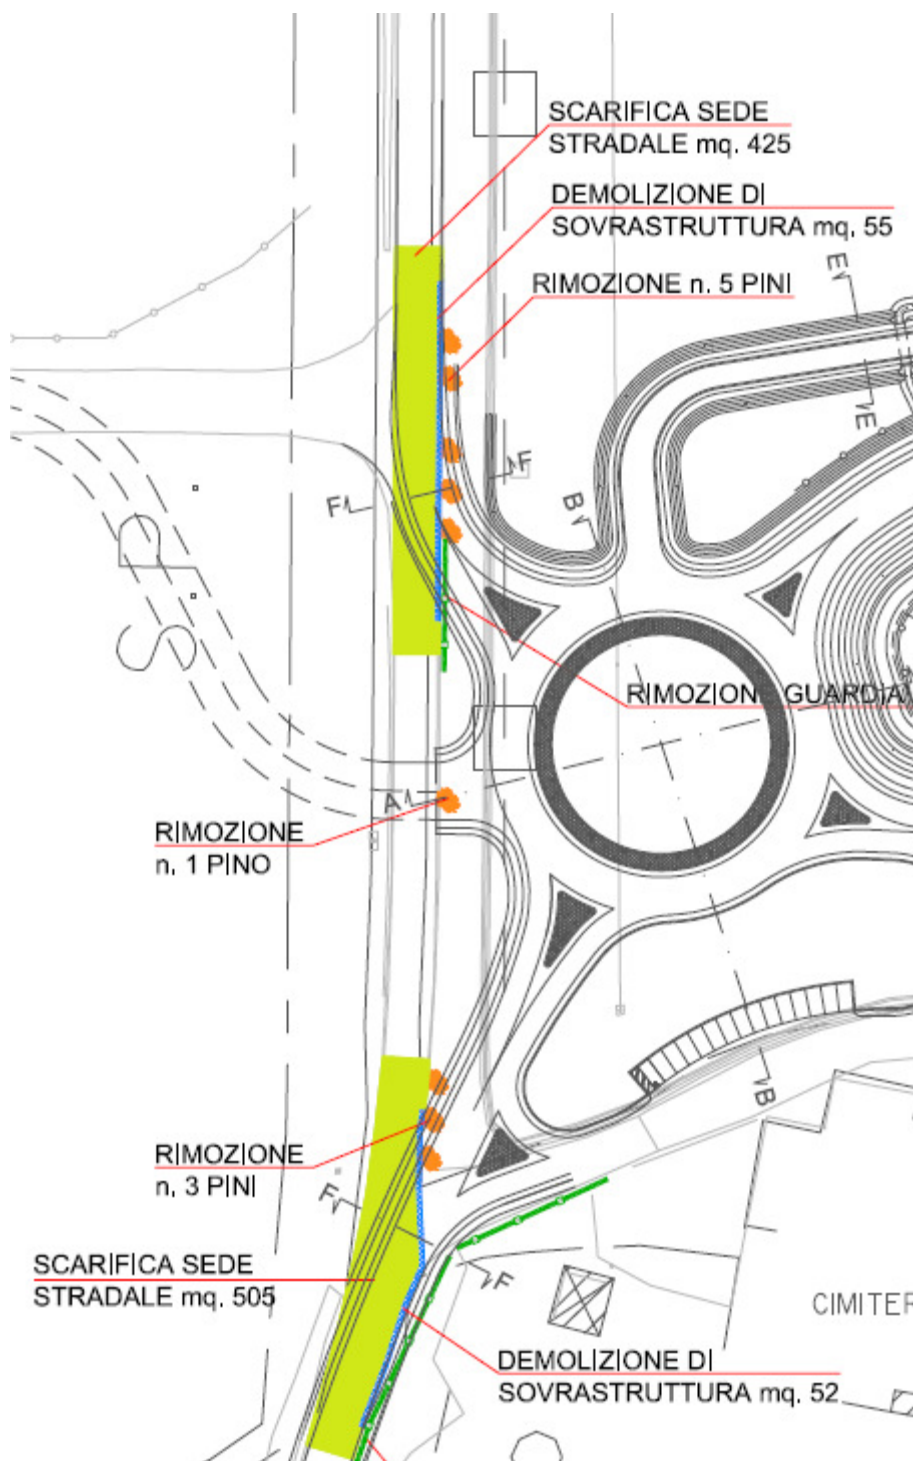 SCARIFICA SEDE
STRADALE mq. 425
DEMOLIZIONE DI
SOVRASTRUTTURA mq. 55
E
RIMOZIONE n. 5 PINI
E
F
B
F
P
S
RIMOZIONE GUARDIA
A
RIMOZIONE
n. 1 PINO
B
RIMOZIONE
n. 3 PINI
F
SCARIFICA SEDE
STRADALE mq. 505
F
CIMITER
DEMOLIZIONE DI
SOVRASTRUTTURA mq. 52